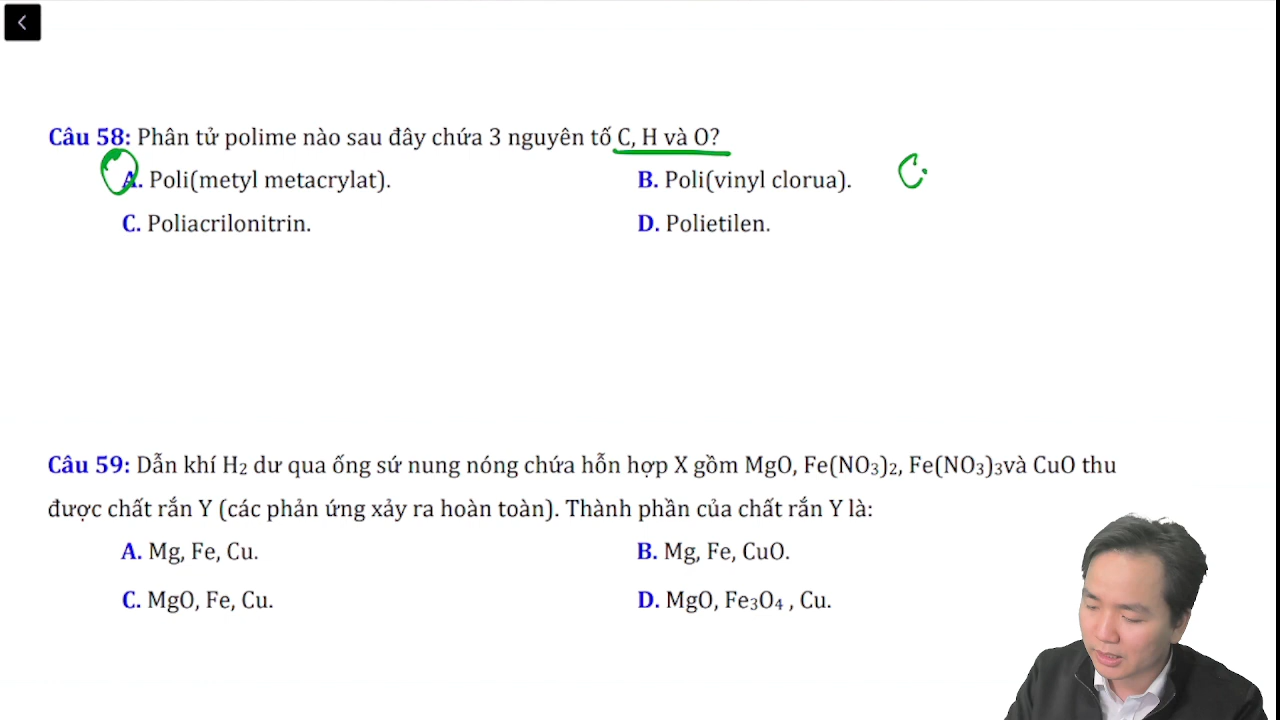 Câu 58: Phân tử polime nào sau đây chứa 3 nguyên tố C, H và O?
A. Poli(metyl metacrylat). B. Poli(vinyl clorua). C
C. Poliacrilonitrin. D. Polietilen.
Câu 59: Dẫn khí H2 dư qua ống sứ nung nóng chứa hỗn hợp X gồm MgO, Fe(NO3)2, Fe(NO3)3và CuO thu
được chất rắn Y (các phản ứng xảy ra hoàn toàn). Thành phần của chất rắn Y là:
A. Mg, Fe, Cu. B. Mg, Fe, CuO.
C. MgO, Fe, Cu. D. MgO, Fe3O4 , Cu.